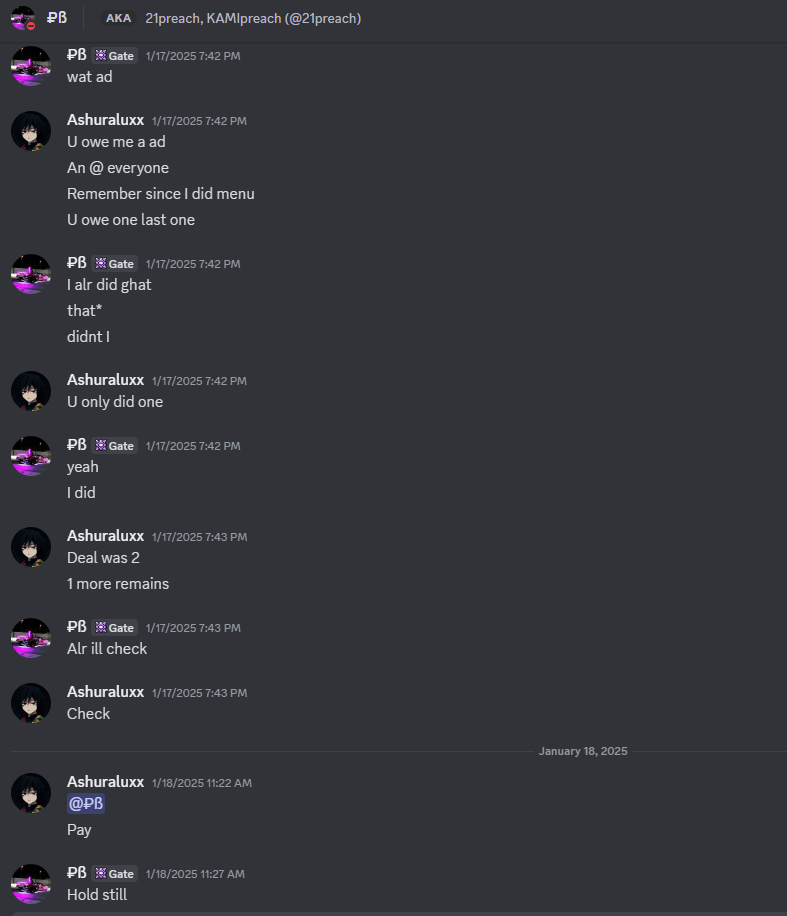 ₽ß AKA 21preach, KAMIpreach (@21preach)
₽ß Gate 1/17/2025 7:42 PM
wat ad
Ashuraluxx 1/17/2025 7:42 PM
U owe me a ad
An @ everyone
Remember since I did menu
U owe one last one
₽ß Gate 1/17/2025 7:42 PM
I alr did ghat
that*
didnt I
Ashuraluxx 1/17/2025 7:42 PM
U only did one
₽ß Gate 1/17/2025 7:42 PM
yeah
I did
Ashuraluxx 1/17/2025 7:43 PM
Deal was 2
1 more remains
₽ß Gate 1/17/2025 7:43 PM
Alr ill check
Ashuraluxx 1/17/2025 7:43 PM
Check
January 18, 2025
Ashuraluxx 1/18/2025 11:22 AM
@₽ß
Pay
₽ß Gate 1/18/2025 11:27 AM
Hold still